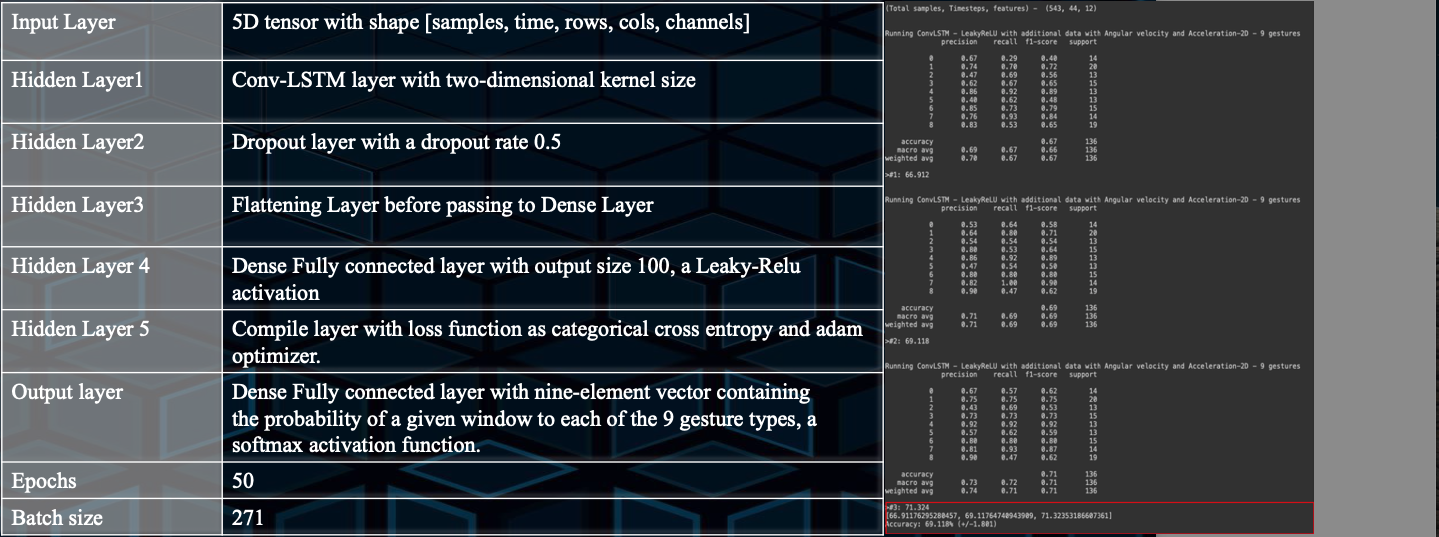 Input Layer
5D tensor with shape [samples, time, rows, cols, channels]
Hidden Layer1
Conv-LSTM layer with two-dimensional kernel size
Hidden Layer2
Dropout layer with a dropout rate 0.5
Hidden Layer3
Flattening Layer before passing to Dense Layer
Hidden Layer 4
Dense Fully connected layer with output size 100, a Leaky-Relu
activation
Hidden Layer 5
Compile layer with loss function as categorical cross entropy and adam
optimizer.
Output layer
Dense Fully connected layer with nine-element vector containing
the probability of a given window to each of the 9 gesture types, a
softmax activation function.
Epochs
50
Batch size
271
(Total samples, Timesteps, features) - (543, 44, 12)
Running ConvLSTM - LeakyReLU with additional data with Angular velocity and Acceleration-2D - 9 gestures
precision recall f1-score support
0 0.67 0.29 0.40 14
1 0.74 0.70 0.72 20
2 0.47 0.69 0.56 13
3 0.62 0.67 0.65 15
4 0.86 0.92 0.89 13
5 0.40 0.62 0.48 13
6 0.85 0.73 0.79 15
7 0.76 0.93 0.84 14
8 0.83 0.53 0.65 19
accuracy 0.67 136
macro avg 0.69 0.67 0.66 136
weighted avg 0.70 0.67 0.67 136
>#1: 66.912
Running ConvLSTM - LeakyReLU with additional data with Angular velocity and Acceleration-2D - 9 gestures
precision recall f1-score support
0 0.53 0.64 0.58 14
1 0.64 0.80 0.71 20
2 0.54 0.54 0.54 13
3 0.80 0.53 0.64 15
4 0.86 0.92 0.89 13
5 0.47 0.54 0.50 13
6 0.80 0.80 0.80 15
7 0.82 1.00 0.90 14
8 0.90 0.47 0.62 19
accuracy 0.69 136
macro avg 0.71 0.69 0.69 136
weighted avg 0.71 0.69 0.69 136
>#2: 69.118
Running ConvLSTM - LeakyReLU with additional data with Angular velocity and Acceleration-2D - 9 gestures
precision recall f1-score support
0 0.67 0.57 0.62 14
1 0.75 0.75 0.75 20
2 0.43 0.69 0.53 13
3 0.73 0.73 0.73 15
4 0.92 0.92 0.92 13
5 0.57 0.62 0.59 13
6 0.80 0.80 0.80 15
7 0.81 0.93 0.87 14
8 0.90 0.47 0.62 19
accuracy 0.71 136
macro avg 0.73 0.72 0.71 136
weighted avg 0.74 0.71 0.71 136
>#3: 71.324
[66.91176295280457, 69.11764740943909, 71.32353186607361]
Accuracy: 69.118% (+/-1.801)